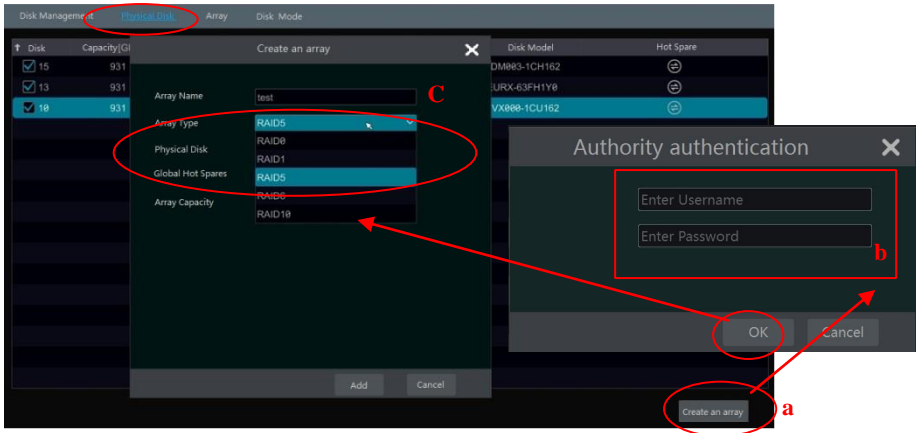 Disk Management Physical Disk Array Disk Mode
Disk Capacity[G Create an array Disk Model Hot Spare
15 931 DM003-1CH162
13 931 EURX-63FH1Y0
10 931 VX000-1CU162
Array Name test C
Array Type RAID5
RAID0
Physical Disk
RAID1
Global Hot Spares RAID5
RAID6
Array Capacity
RAID10
Add Cancel
Authority authentication
Enter Username
Enter Password
b
OK Cancel
Create an array a